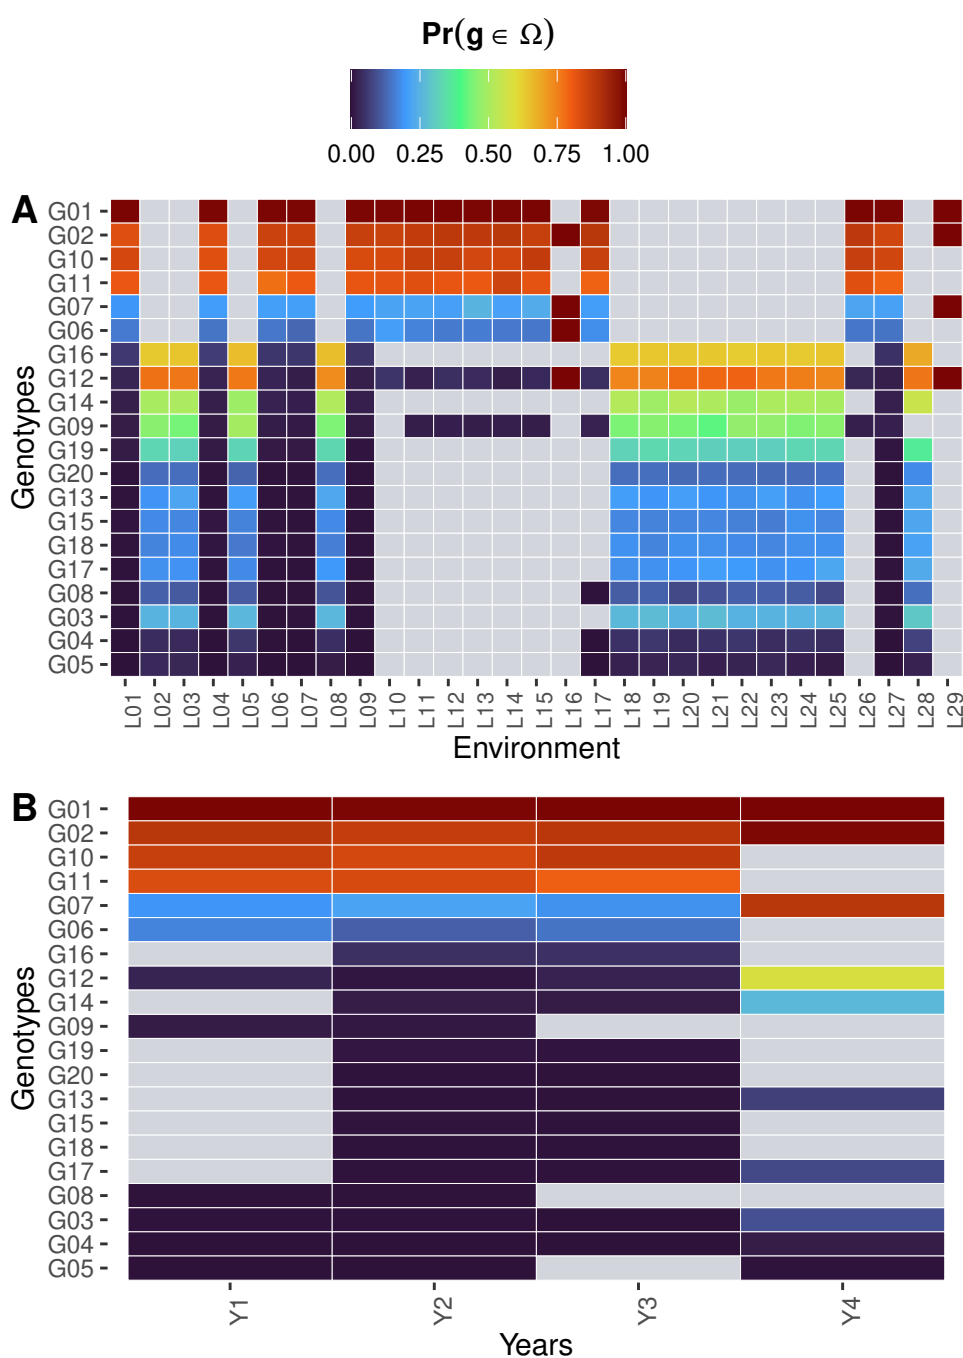 Pr(g ∈ Ω)
0.00 0.25 0.50 0.75 1.00
A
Genotypes
G01
G02
G10
G11
G07
G06
G16
G12
G14
G09
G19
G20
G13
G15
G18
G17
G08
G03
G04
G05
L01 L02 L03 L04 L05 L06 L07 L08 L09 L10 L11 L12 L13 L14 L15 L16 L17 L18 L19 L20 L21 L22 L23 L24 L25 L26 L27 L28 L29
Environment
B
Genotypes
G01
G02
G10
G11
G07
G06
G16
G12
G14
G09
G19
G20
G13
G15
G18
G17
G08
G03
G04
G05
Y1 Y2 Y3 Y4
Years